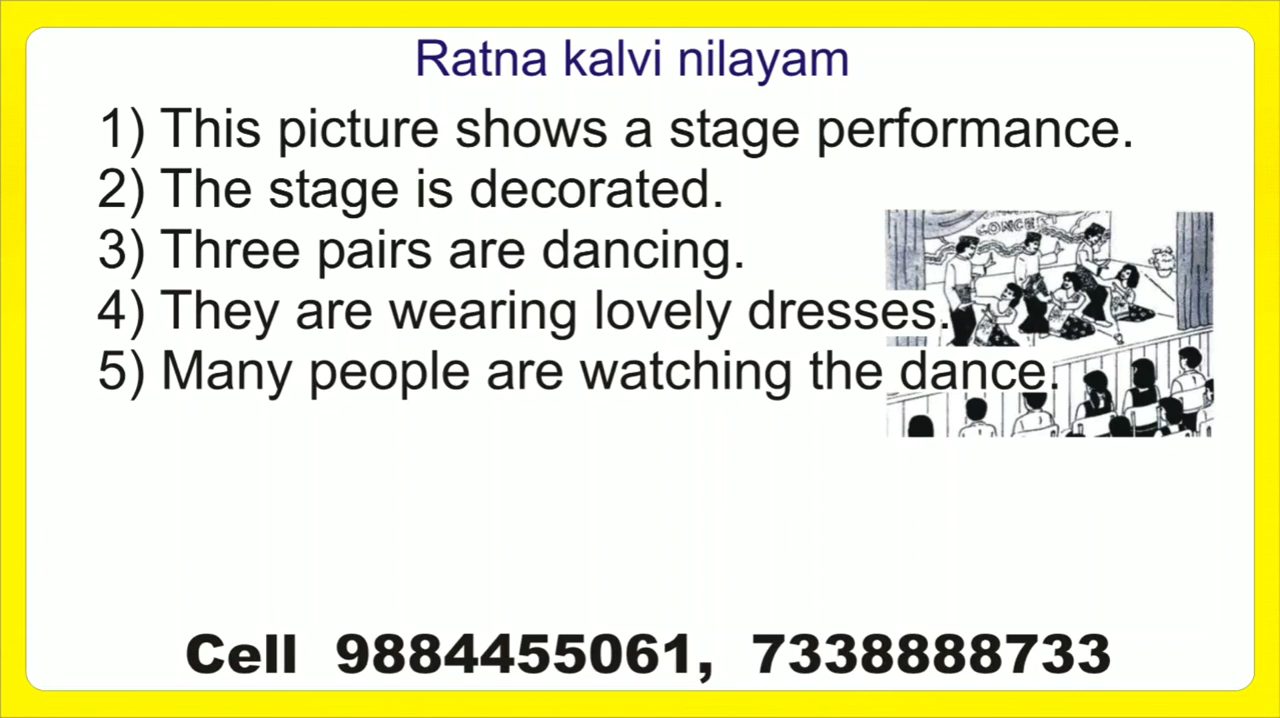 Ratna kalvi nilayam
1) This picture shows a stage performance.
2) The stage is decorated.
CONCERT
3) Three pairs are dancing.
4) They are wearing lovely dresses.
5) Many people are watching the dance.
Cell 9884455061, 7338888733